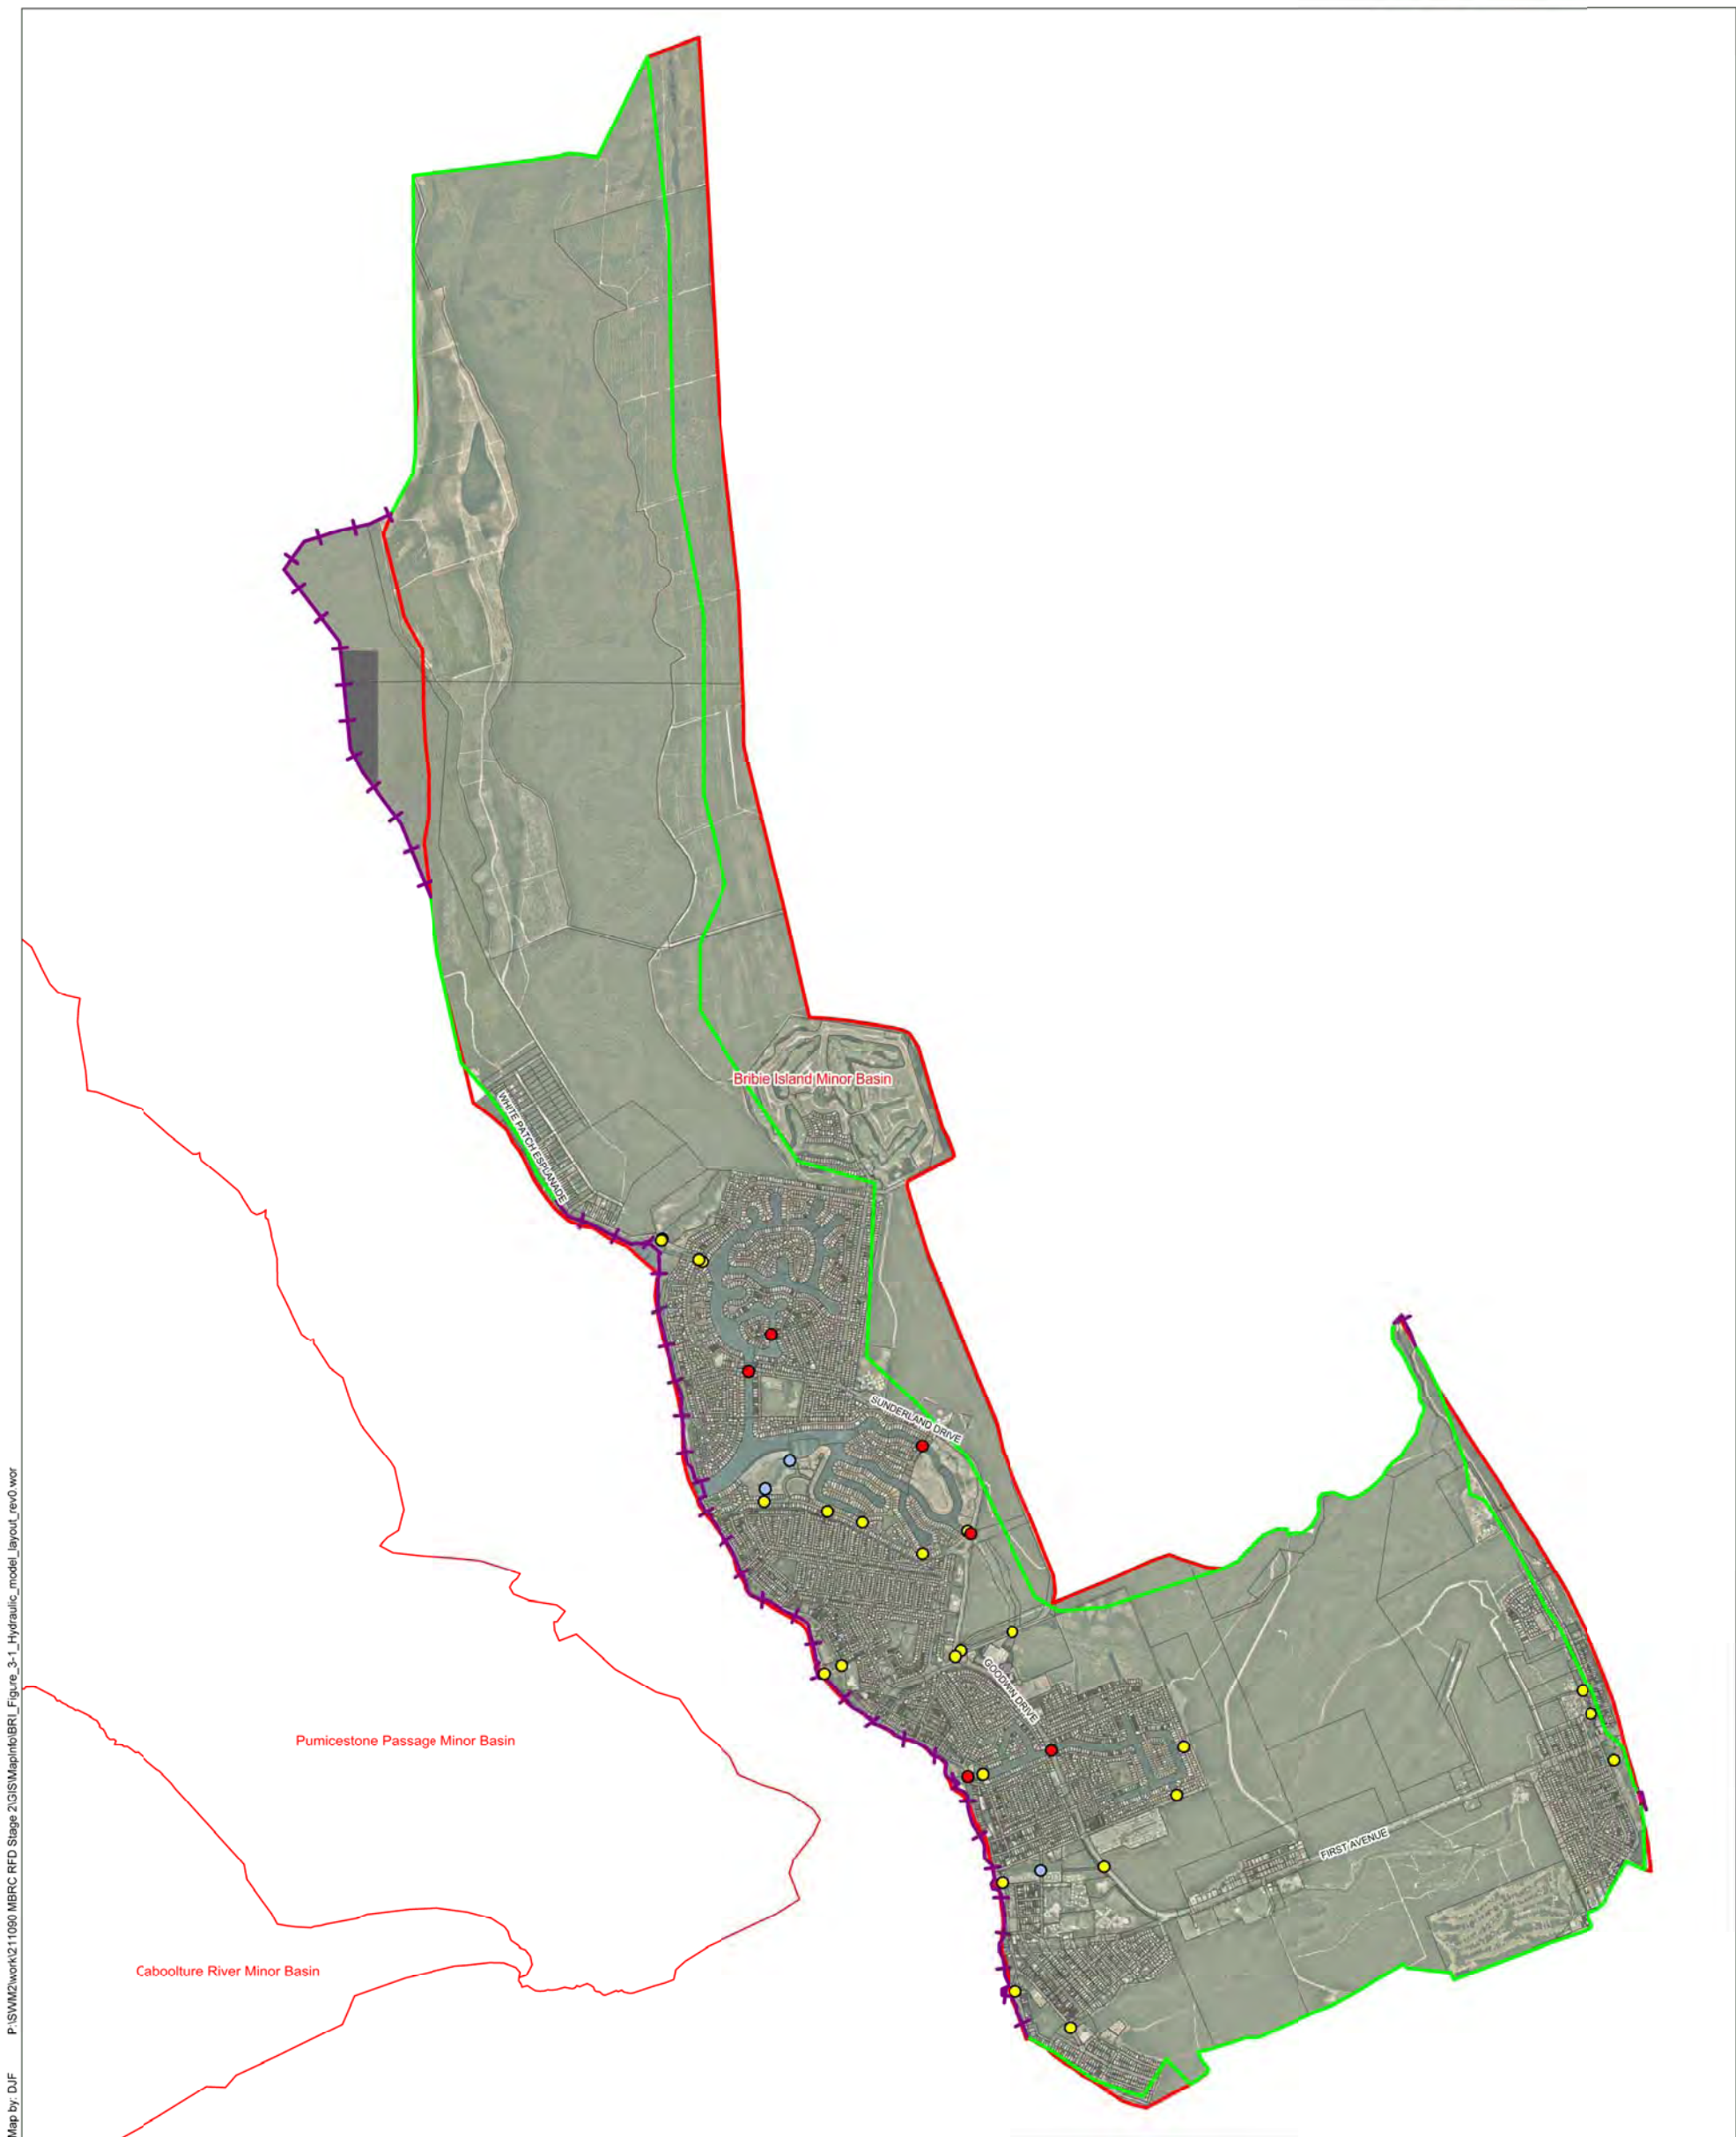 Bribie Island Minor Basin
WHITE PATCH ESPLANADE
SUNDERLAND DRIVE
GOODWIN DRIVE
FIRST AVENUE
Pumicestone Passage Minor Basin
Caboolture River Minor Basin
Map by: DJF P:\SWM2\work\211090 MBRC RFD Stage 2\GIS\MapInfo\BRI_Figure_3-1_Hydraulic_model_layout_rev0.wor